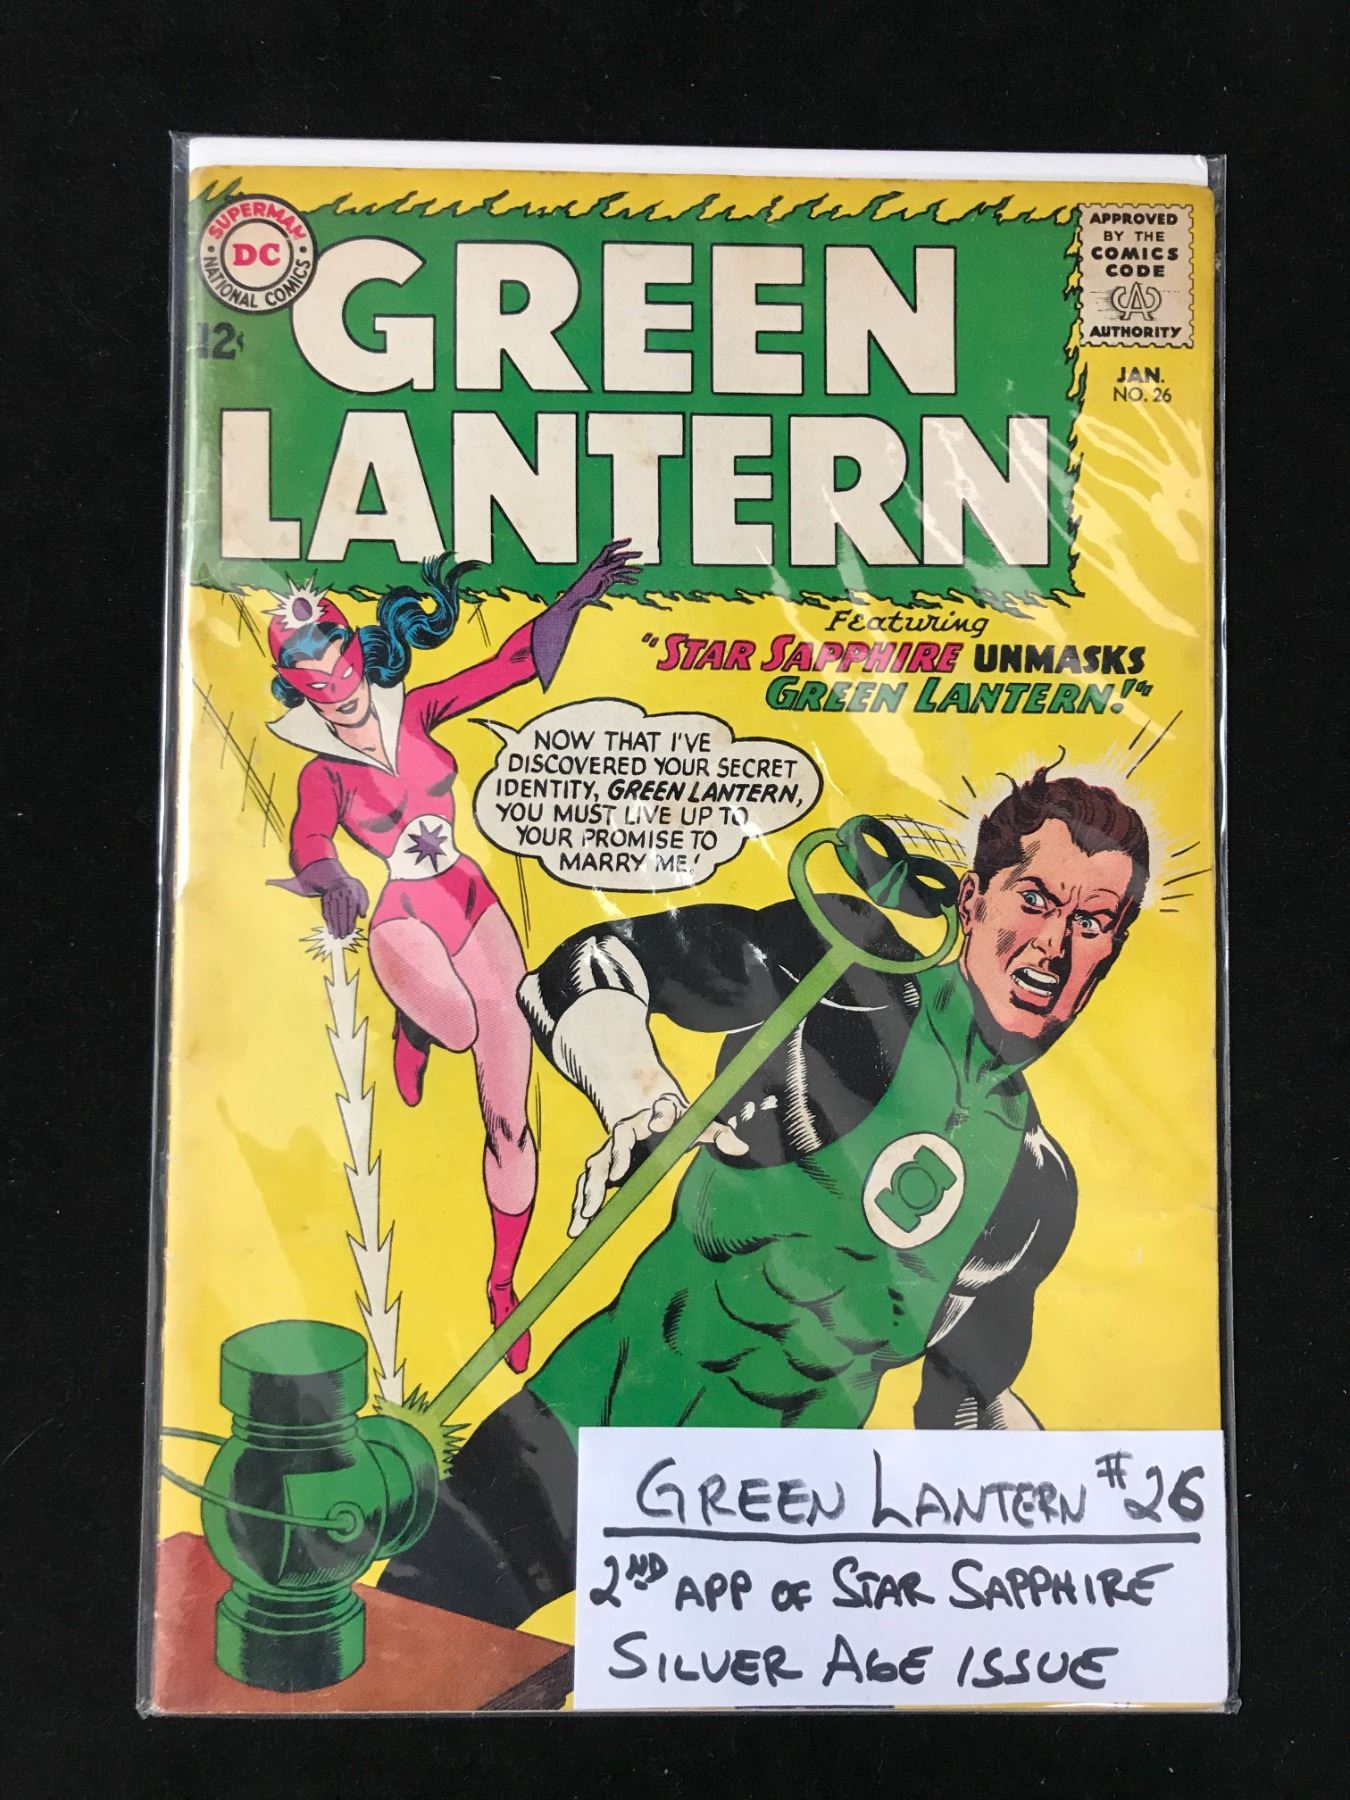 SUPERMAN
DC
NATIONAL COMICS
12¢
GREEN
LANTERN
APPROVED
BY THE
COMICS
CODE
CA
AUTHORITY
JAN.
NO. 26
Featuring
"STAR SAPPHIRE UNMASKS
GREEN LANTERN!"
NOW THAT I'VE
DISCOVERED YOUR SECRET
IDENTITY, GREEN LANTERN,
YOU MUST LIVE UP TO
YOUR PROMISE TO
MARRY ME!
GREEN LANTERN #26
2ND APP OF STAR SAPPHIRE
SILVER AGE ISSUE